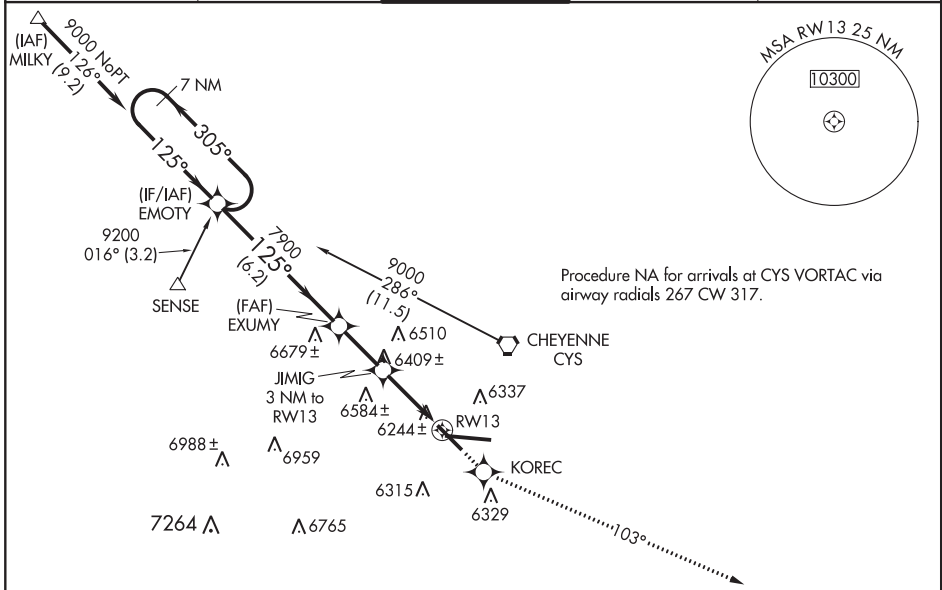 (IAF)
MILKY
9000 NoPT
126°
(9.2)
7 NM
305°
125°
(IF/IAF)
EMOTY
9200
016° (3.2)
SENSE
7900
125°
(6.2)
(FAF)
EXUMY
6679±
9000
286°
(11.5)
CHEYENNE
CYS
6510
6409±
JIMIG
3 NM to
RW13
6584±
6244±
6337
RW13
KOREC
6988±
6959
6315
6329
7264
6765
103°
MSA RW13 25 NM
10300
Procedure NA for arrivals at CYS VORTAC via
airway radials 267 CW 317.